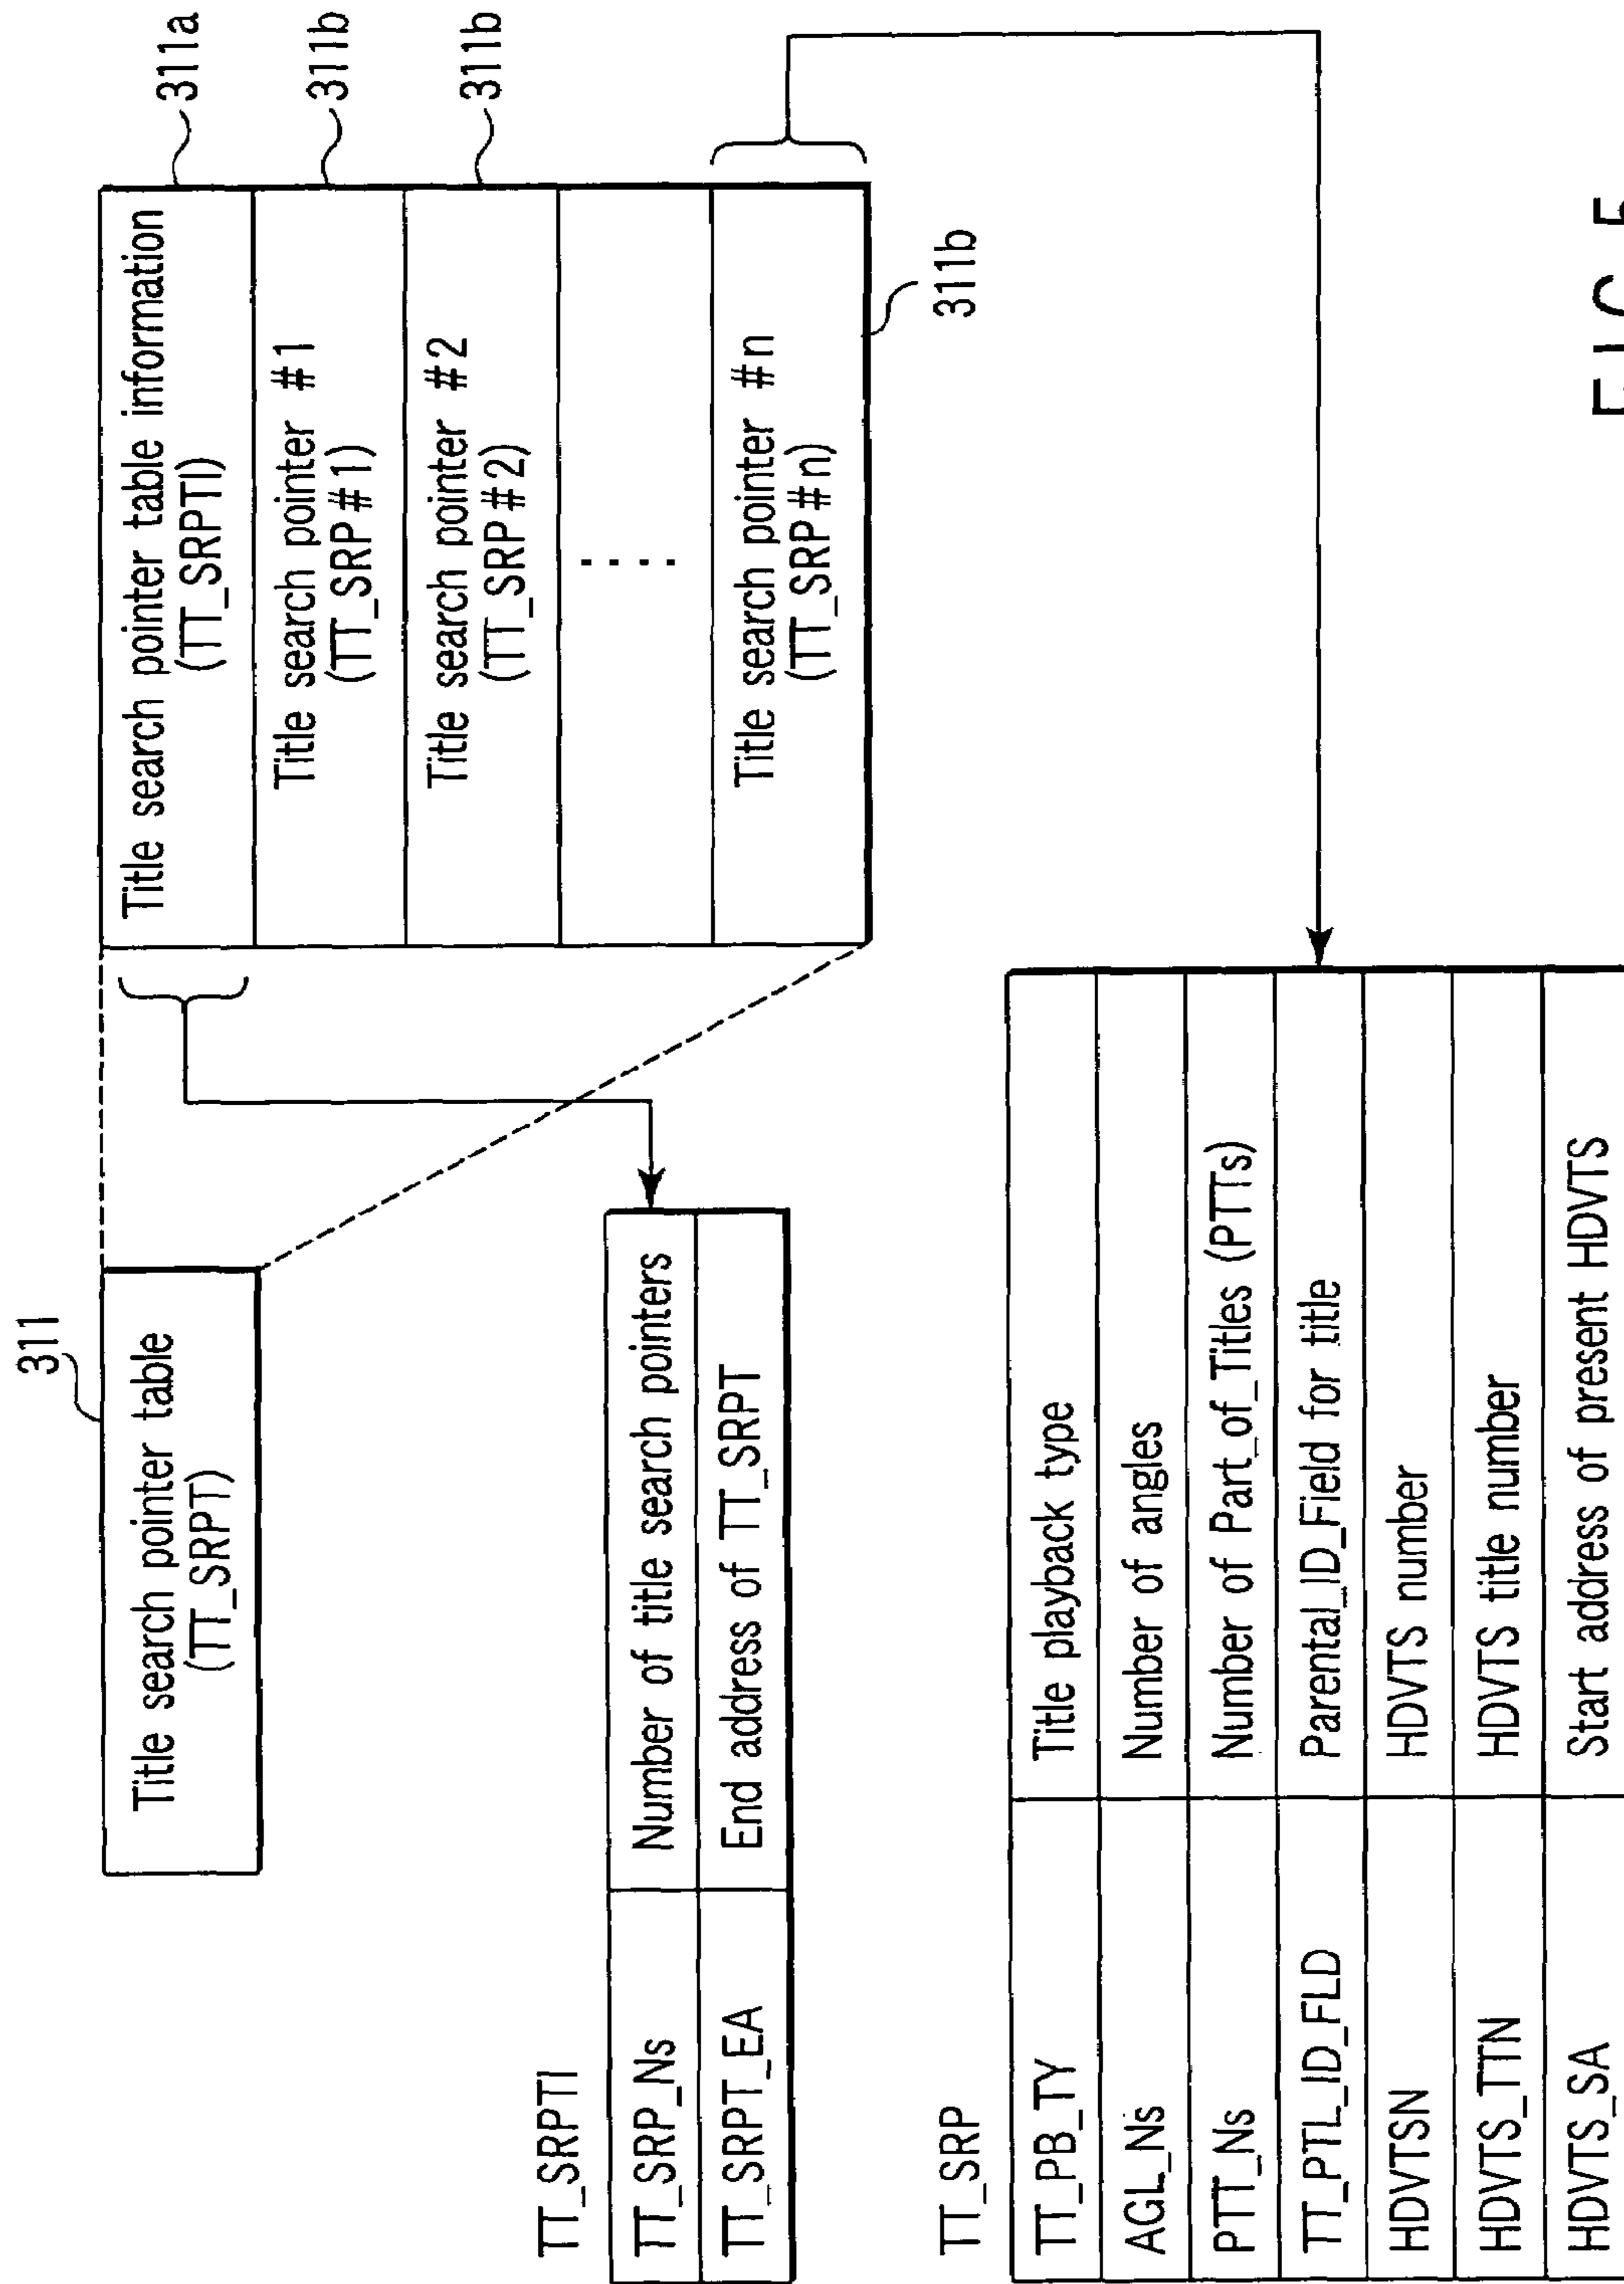 311
Title search pointer table
(TT_SRPT)
Title search pointer table information
(TT_SRPTI)
311a
Title search pointer #1
(TT_SRP#1)
311b
Title search pointer #2
(TT_SRP#2)
311b
....
Title search pointer #n
(TT_SRP#n)
311b
TT_SRPTI
TT_SRP_Ns Number of title search pointers
TT_SRPT_EA End address of TT_SRPT
TT_SRP
TT_PB_TY Title playback type
AGL_Ns Number of angles
PTT_Ns Number of Part_of_Titles (PTTs)
TT_PTL_ID_FLD Parental_ID_Field for title
HDVTSN HDVTS number
HDVTS_TTN HDVTS title number
HDVTS_SA Start address of present HDVTS